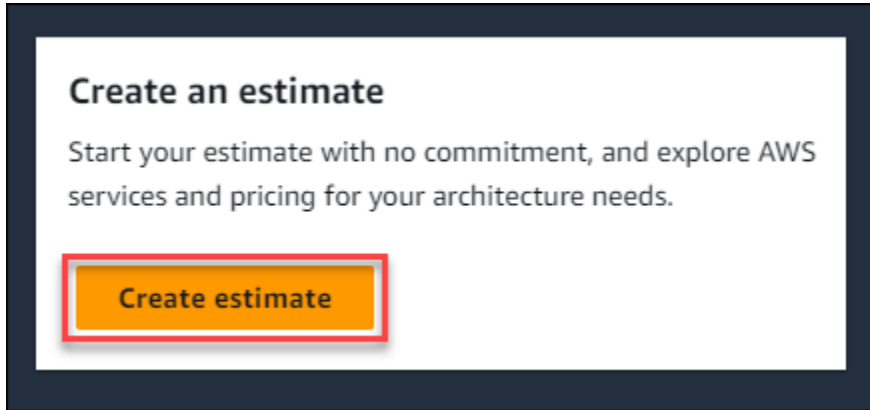 Create an estimate
Start your estimate with no commitment, and explore AWS
services and pricing for your architecture needs.
Create estimate